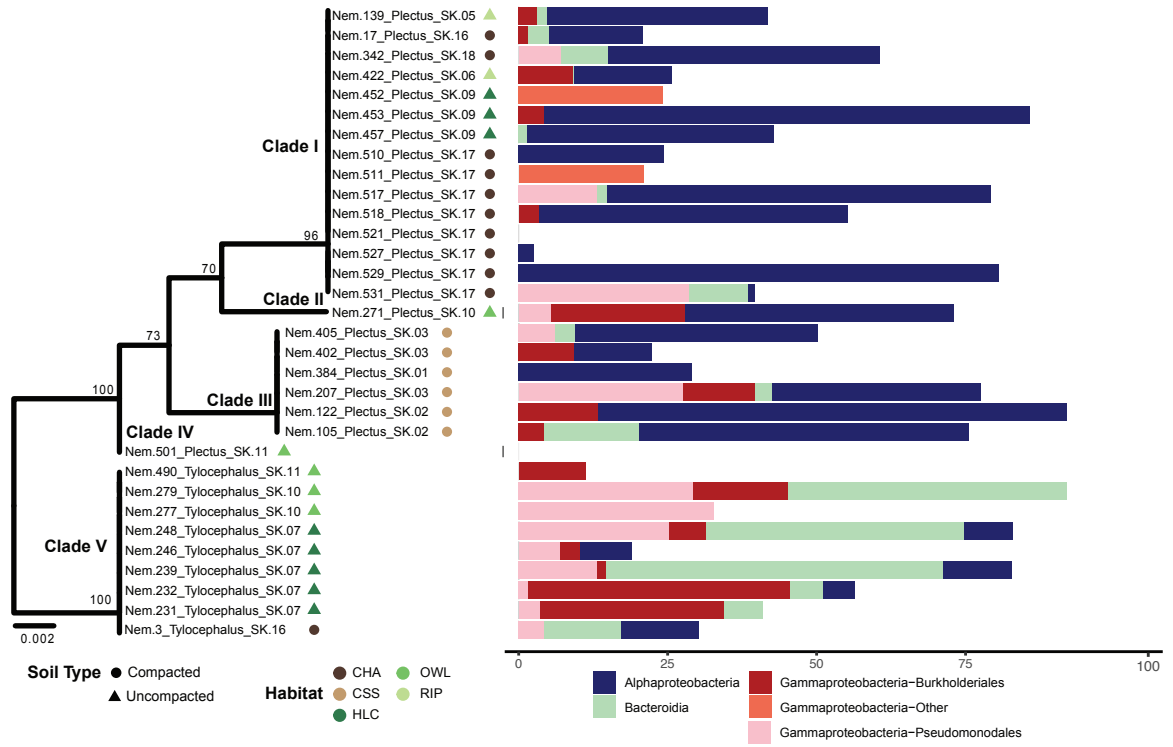 Nem.139_Plectus_SK.05
Nem.17_Plectus_SK.16
Nem.342_Plectus_SK.18
Nem.422_Plectus_SK.06
Nem.452_Plectus_SK.09
Nem.453_Plectus_SK.09
Nem.457_Plectus_SK.09
Clade I
Nem.510_Plectus_SK.17
Nem.511_Plectus_SK.17
Nem.517_Plectus_SK.17
Nem.518_Plectus_SK.17
96
Nem.521_Plectus_SK.17
Nem.527_Plectus_SK.17
70
Nem.529_Plectus_SK.17
Nem.531_Plectus_SK.17
Clade II
Nem.271_Plectus_SK.10
Nem.405_Plectus_SK.03
73
Nem.402_Plectus_SK.03
Nem.384_Plectus_SK.01
100
Nem.207_Plectus_SK.03
Clade III
Nem.122_Plectus_SK.02
Nem.105_Plectus_SK.02
Clade IV
Nem.501_Plectus_SK.11
Nem.490_Tylocephalus_SK.11
Nem.279_Tylocephalus_SK.10
Nem.277_Tylocephalus_SK.10
Nem.248_Tylocephalus_SK.07
Clade V
Nem.246_Tylocephalus_SK.07
Nem.239_Tylocephalus_SK.07
Nem.232_Tylocephalus_SK.07
100
Nem.231_Tylocephalus_SK.07
Nem.3_Tylocephalus_SK.16
0.002
0 25 50 75 100
Soil Type
Compacted
Uncompacted
Habitat
CHA
CSS
HLC
OWL
RIP
Alphaproteobacteria
Bacteroidia
Gammaproteobacteria−Burkholderiales
Gammaproteobacteria−Other
Gammaproteobacteria−Pseudomonodales